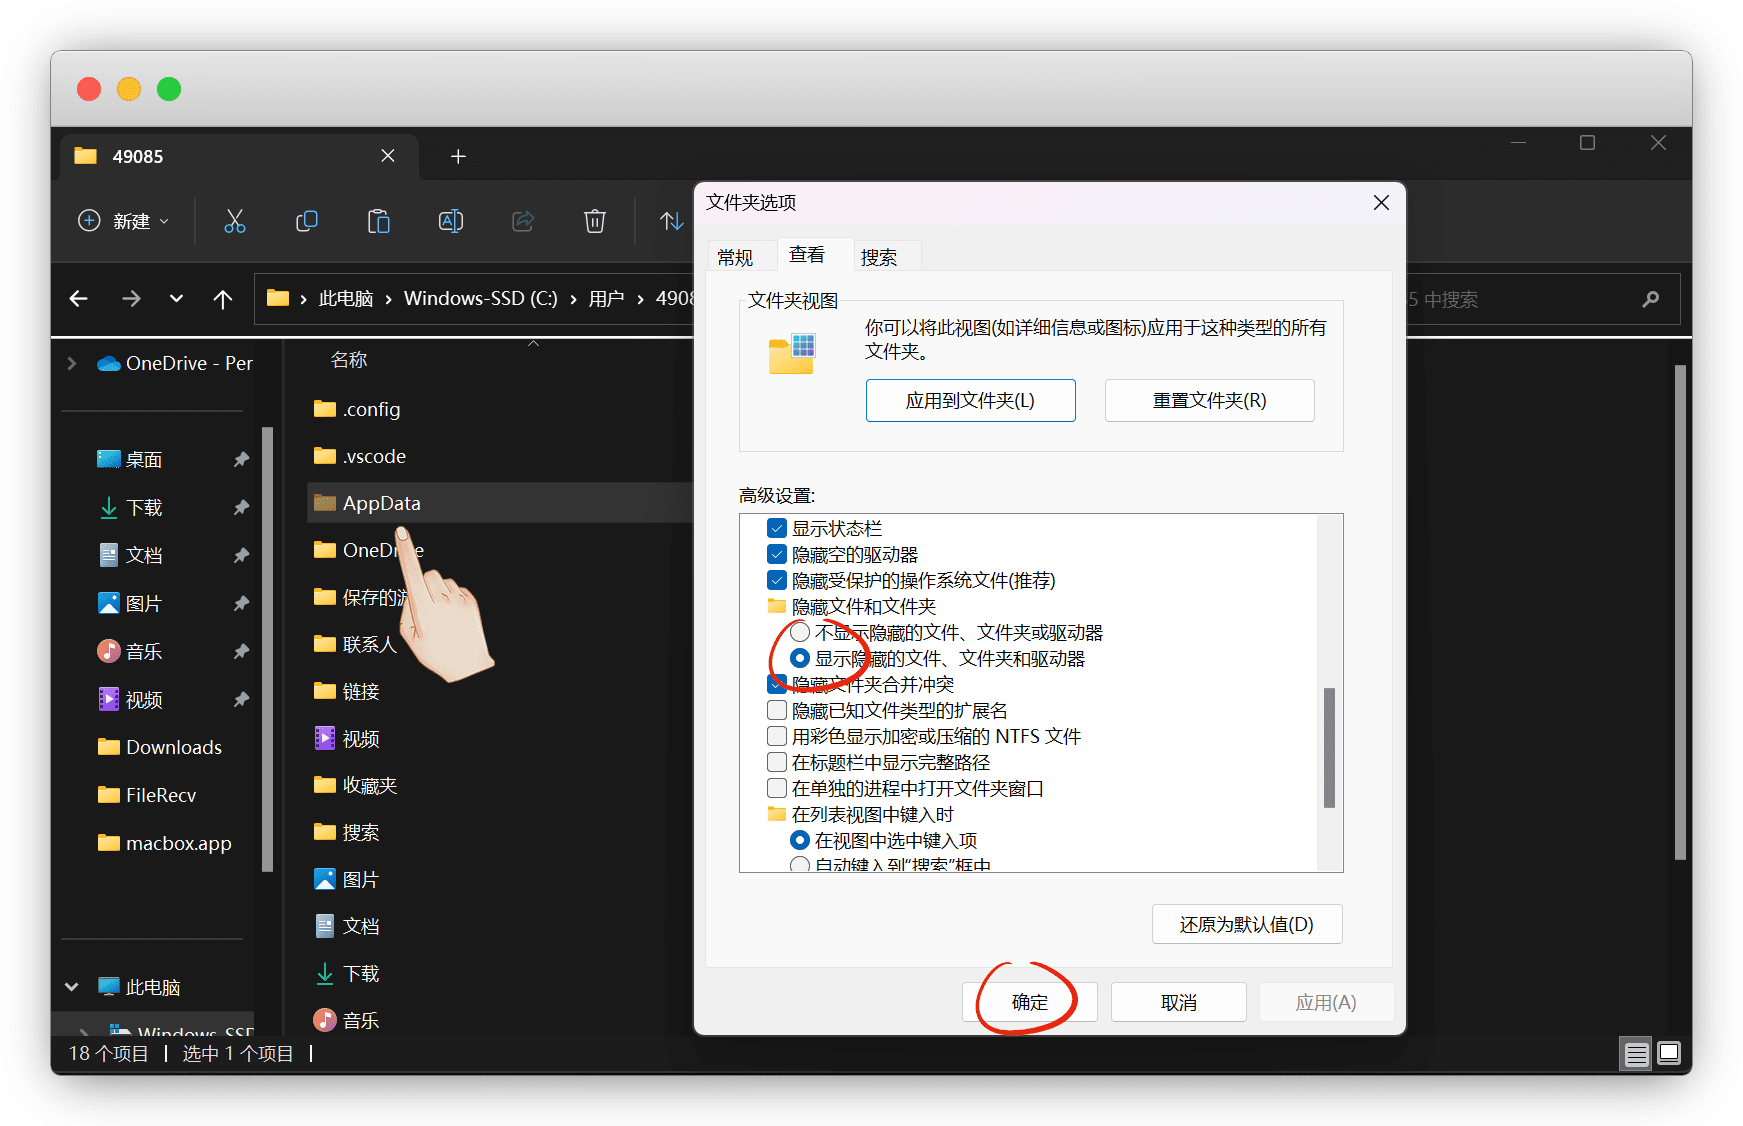 49085
新建
此电脑
Windows-SSD (C:)
用户
4908
5 中搜索
OneDrive - Per
桌面
下载
文档
图片
音乐
视频
Downloads
FileRecv
macbox.app
此电脑
Windows-SSD
名称
.config
.vscode
AppData
OneDrive
保存的游
联系人
链接
视频
收藏夹
搜索
图片
文档
下载
音乐
18 个项目
选中 1 个项目
文件夹选项
常规
查看
搜索
文件夹视图
你可以将此视图(如详细信息或图标)应用于这种类型的所有
文件夹。
应用到文件夹(L)
重置文件夹(R)
高级设置:
显示状态栏
隐藏空的驱动器
隐藏受保护的操作系统文件(推荐)
隐藏文件和文件夹
不显示隐藏的文件、文件夹或驱动器
显示隐藏的文件、文件夹和驱动器
隐藏文件夹合并冲突
隐藏已知文件类型的扩展名
用彩色显示加密或压缩的 NTFS 文件
在标题栏中显示完整路径
在单独的进程中打开文件夹窗口
在列表视图中键入时
在视图中选中键入项
自动键入到"搜索"框中
还原为默认值(D)
确定
取消
应用(A)